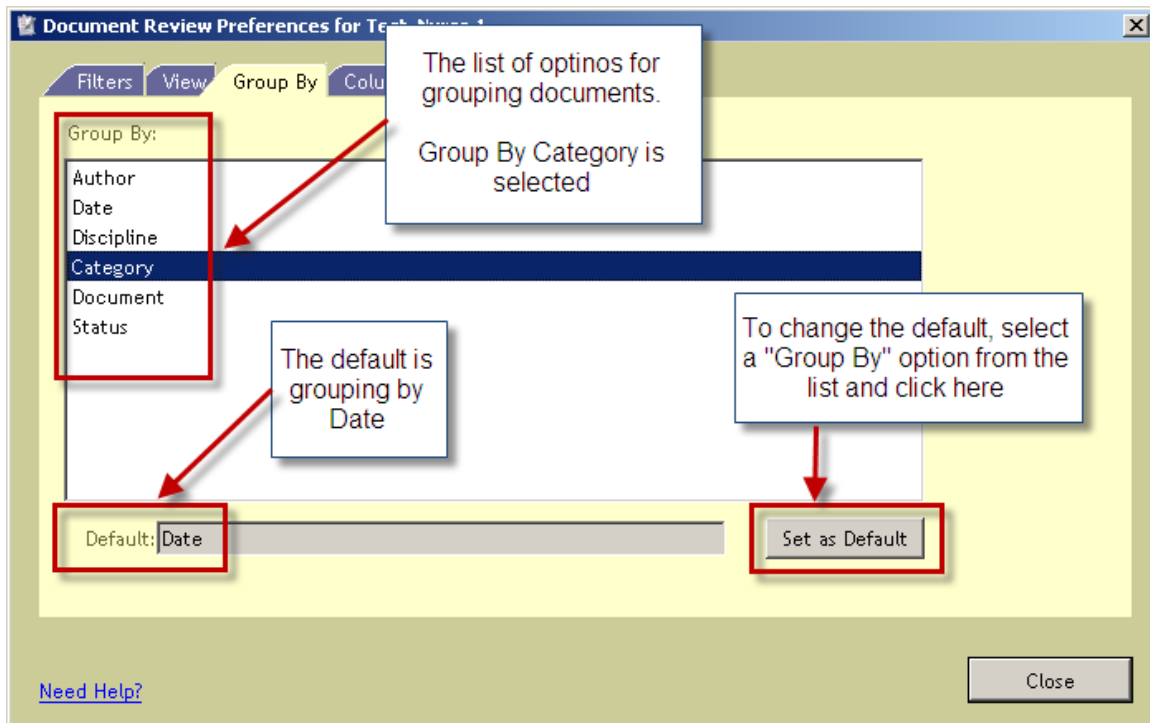 Document Review Preferences for Test
The list of optinos for
grouping documents.
Group By Category is
selected
Filters
View
Group By
Colu
Group By:
Author
Date
Discipline
Category
Document
Status
The default is
grouping by
Date
To change the default, select
a "Group By" option from the
list and click here
Default:
Date
Set as Default
Need Help?
Close